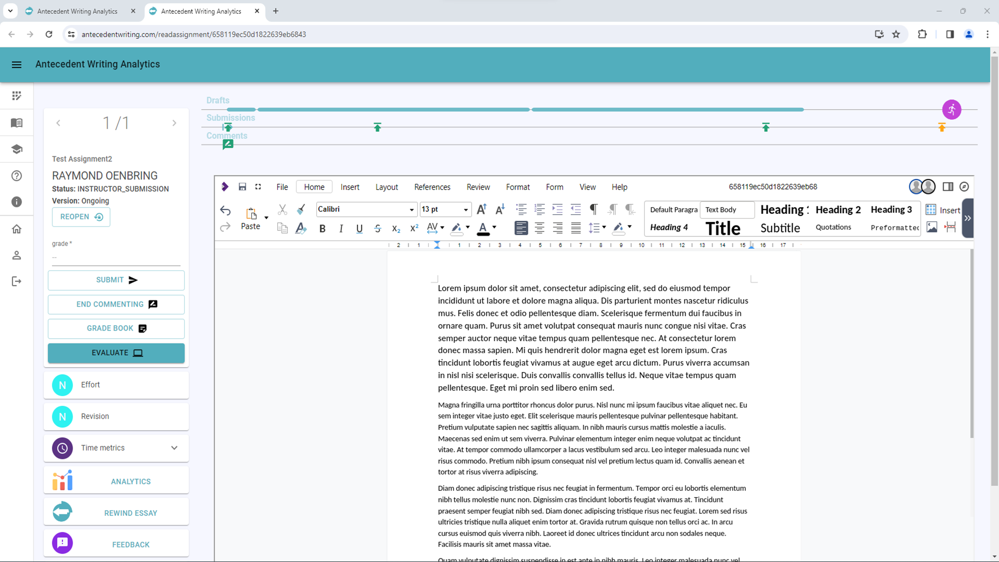 Antecedent Writing Analytics
Antecedent Writing Analytics
antecedentwriting.com/readassignment/658119ec50d1822639eb6843
Antecedent Writing Analytics
Drafts
Submissions
Comments
1 /1
Test Assignment2
RAYMOND OENBRING
Status: INSTRUCTOR_SUBMISSION
Version: Ongoing
REOPEN
grade *
--
SUBMIT
END COMMENTING
GRADE BOOK
EVALUATE
N Effort
N Revision
Time metrics
ANALYTICS
REWIND ESSAY
FEEDBACK
File Home Insert Layout References Review Format Form View Help 658119ec50d1822639eb68
Paste
Calibri 13 pt
Default Paragra Text Body Heading 1 Heading 2 Heading 3 Insert
Heading 4 Title Subtitle Quotations Preformatted
2 1 1 2 3 4 5 6 7 8 9 10 11 12 13 14 15 16 17
Lorem ipsum dolor sit amet, consectetur adipiscing elit, sed do eiusmod tempor
incididunt ut labore et dolore magna aliqua. Dis parturient montes nascetur ridiculus
mus. Felis donec et odio pellentesque diam. Scelerisque fermentum dui faucibus in
ornare quam. Purus sit amet volutpat consequat mauris nunc congue nisi vitae. Cras
semper auctor neque vitae tempus quam pellentesque nec. At consectetur lorem
donec massa sapien. Mi quis hendrerit dolor magna eget est lorem ipsum. Cras
tincidunt lobortis feugiat vivamus at augue eget arcu dictum. Purus viverra accumsan
in nisl nisi scelerisque. Duis convallis convallis tellus id. Neque vitae tempus quam
pellentesque. Eget mi proin sed libero enim sed.
Magna fringilla urna porttitor rhoncus dolor purus. Nisl nunc mi ipsum faucibus vitae aliquet nec. Eu
sem integer vitae justo eget. Elit scelerisque mauris pellentesque pulvinar pellentesque habitant.
Pretium vulputate sapien nec sagittis aliquam. In nibh mauris cursus mattis molestie a iaculis.
Maecenas sed enim ut sem viverra. Pulvinar elementum integer enim neque volutpat ac tincidunt
vitae. At tempor commodo ullamcorper a lacus vestibulum sed arcu. Leo integer malesuada nunc vel
risus commodo. Pretium nibh ipsum consequat nisl vel pretium lectus quam id. Convallis aenean et
tortor at risus viverra adipiscing.
Diam donec adipiscing tristique risus nec feugiat in fermentum. Tempor orci eu lobortis elementum
nibh tellus molestie nunc non. Dignissim cras tincidunt lobortis feugiat vivamus at. Tincidunt
praesent semper feugiat nibh sed. Diam donec adipiscing tristique risus nec feugiat. Lorem sed risus
ultricies tristique nulla aliquet enim tortor at. Gravida rutrum quisque non tellus orci ac. In arcu
cursus euismod quis viverra nibh. Laoreet id donec ultrices tincidunt arcu non sodales neque.
Facilisis mauris sit amet massa vitae.
Quam vulputate dignissim suspendisse in est ante in nibh mauris. Leo integer malesuada nunc vel